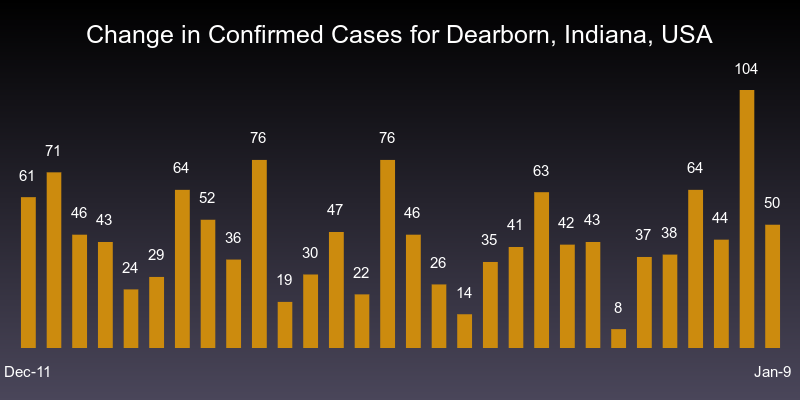 Change in Confirmed Cases for Dearborn, Indiana, USA
61 71 46 43 24 29 64 52 36 76 19 30 47 22 76 46 26 14 35 41 63 42 43 8 37 38 64 44 104 50
Dec-11 Jan-9